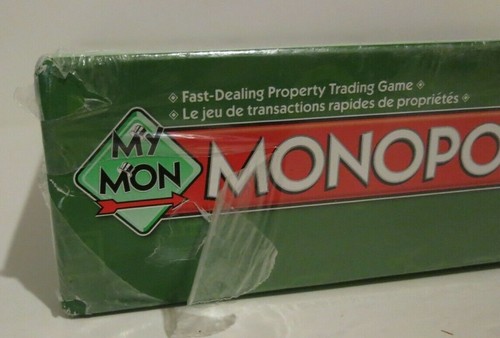 ◈ Fast-Dealing Property Trading Game ◈
◈ Le jeu de transactions rapides de propriétés ◈
MY
MON
MONOPO